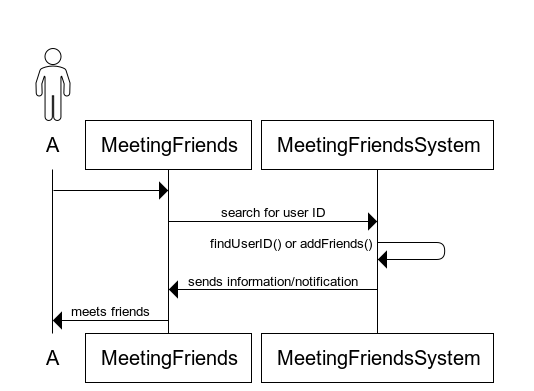 A
MeetingFriends
MeetingFriendsSystem
search for user ID
findUserID() or addFriends()
sends information/notification
meets friends
A
MeetingFriends
MeetingFriendsSystem